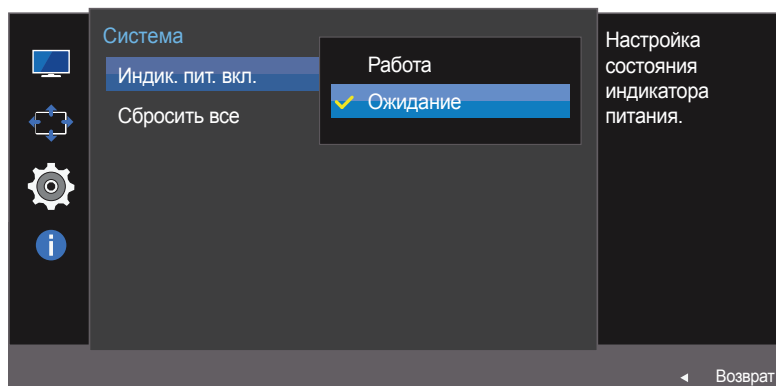 Система
Индик. пит. вкл.
Сбросить все
Работа
Ожидание
Настройка
состояния
индикатора
питания.
Возврат